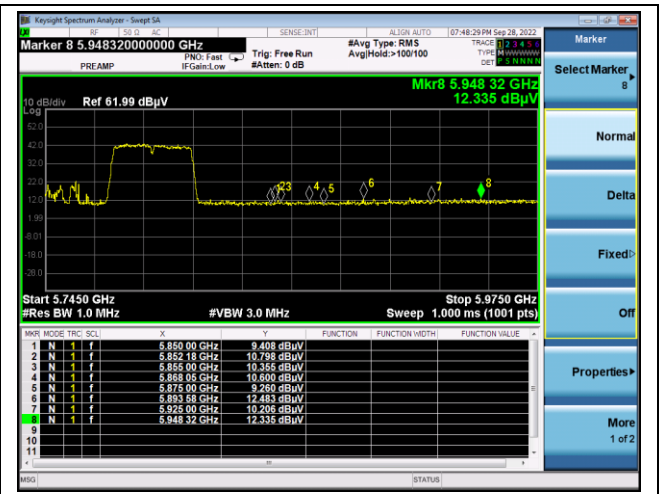 Keysight Spectrum Analyzer - Swept SA
RF 50 Ω AC SENSE:INT ALIGN AUTO 07:48:29 PM Sep 28, 2022
Marker 8 5.948320000000 GHz
PREAMP
PNO: Fast
IFGain:Low
Trig: Free Run
#Atten: 0 dB
#Avg Type: RMS
Avg|Hold:>100/100
TRACE 1 2 3 4 5 6
TYPE M WWWWW
DET P S N N N N
Mkr8 5.948 32 GHz
12.335 dBµV
10 dB/div Ref 61.99 dBµV
Log
52.0
42.0
32.0
22.0
12.0
1.99
-8.01
-18.0
-28.0
1 2 3 4 5 6 7 8
Start 5.7450 GHz Stop 5.9750 GHz
#Res BW 1.0 MHz #VBW 3.0 MHz Sweep 1.000 ms (1001 pts)
MKR MODE TRC SCL X Y FUNCTION FUNCTION WIDTH FUNCTION VALUE
1 N 1 f 5.850 00 GHz 9.408 dBµV
2 N 1 f 5.852 18 GHz 10.798 dBµV
3 N 1 f 5.855 00 GHz 10.355 dBµV
4 N 1 f 5.868 05 GHz 10.600 dBµV
5 N 1 f 5.875 00 GHz 9.260 dBµV
6 N 1 f 5.893 58 GHz 12.483 dBµV
7 N 1 f 5.925 00 GHz 10.206 dBµV
8 N 1 f 5.948 32 GHz 12.335 dBµV
9
10
11
MSG STATUS
Marker
Select Marker
8
Normal
Delta
Fixed
Off
Properties
More
1 of 2